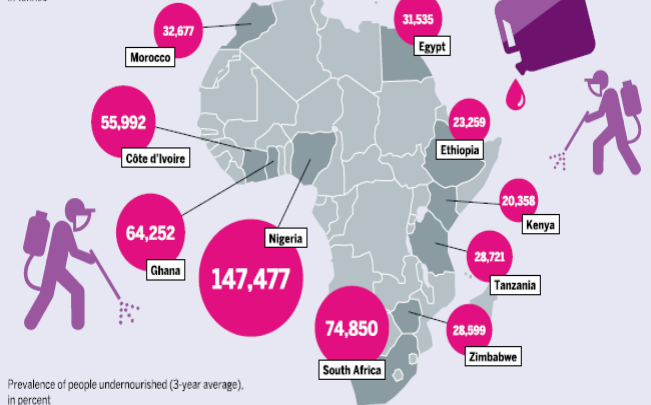 32,677
Morocco
31,535
Egypt
55,992
Côte d'Ivoire
23,259
Ethiopia
64,252
Ghana
20,358
Kenya
Nigeria
147,477
28,721
Tanzania
74,850
South Africa
28,599
Zimbabwe
Prevalence of people undernourished (3-year average),
in percent